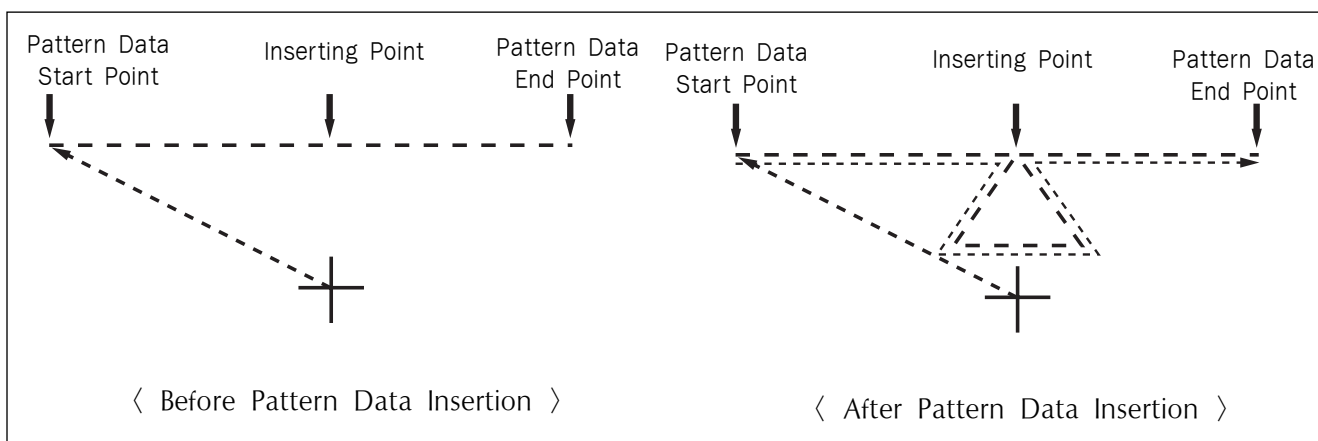 Pattern Data
Start Point
Inserting Point
Pattern Data
End Point
〈 Before Pattern Data Insertion 〉
Pattern Data
Start Point
Inserting Point
Pattern Data
End Point
〈 After Pattern Data Insertion 〉